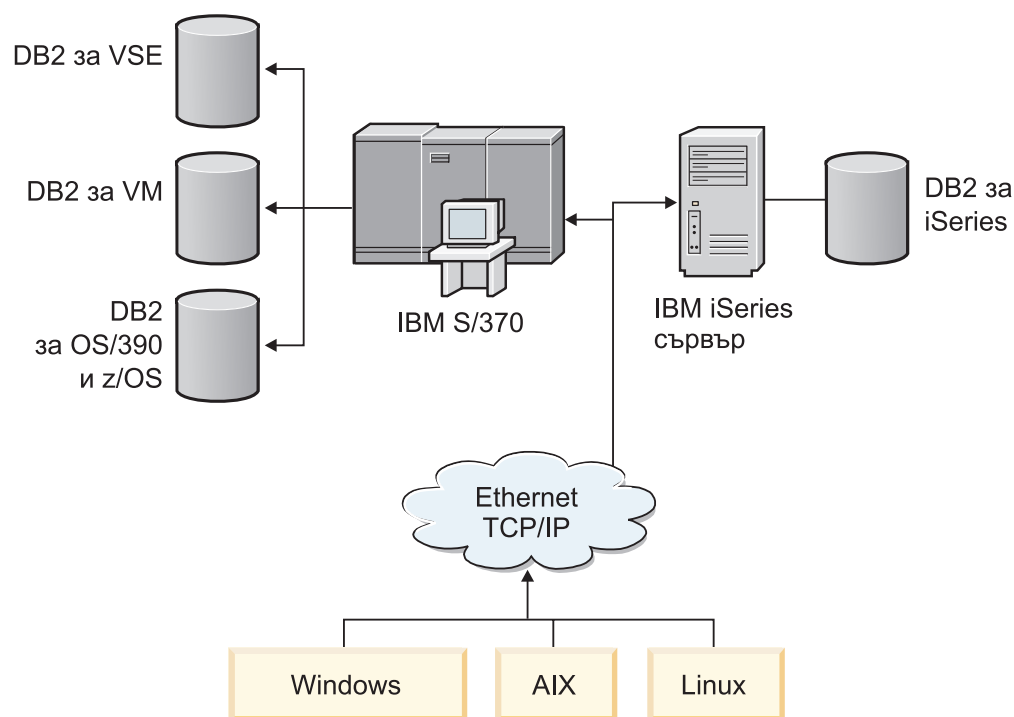 DB2 за VSE
DB2 за VM
DB2
за OS/390
и z/OS
IBM S/370
IBM iSeries
сървър
DB2 за
iSeries
Ethernet
TCP/IP
Windows
AIX
Linux